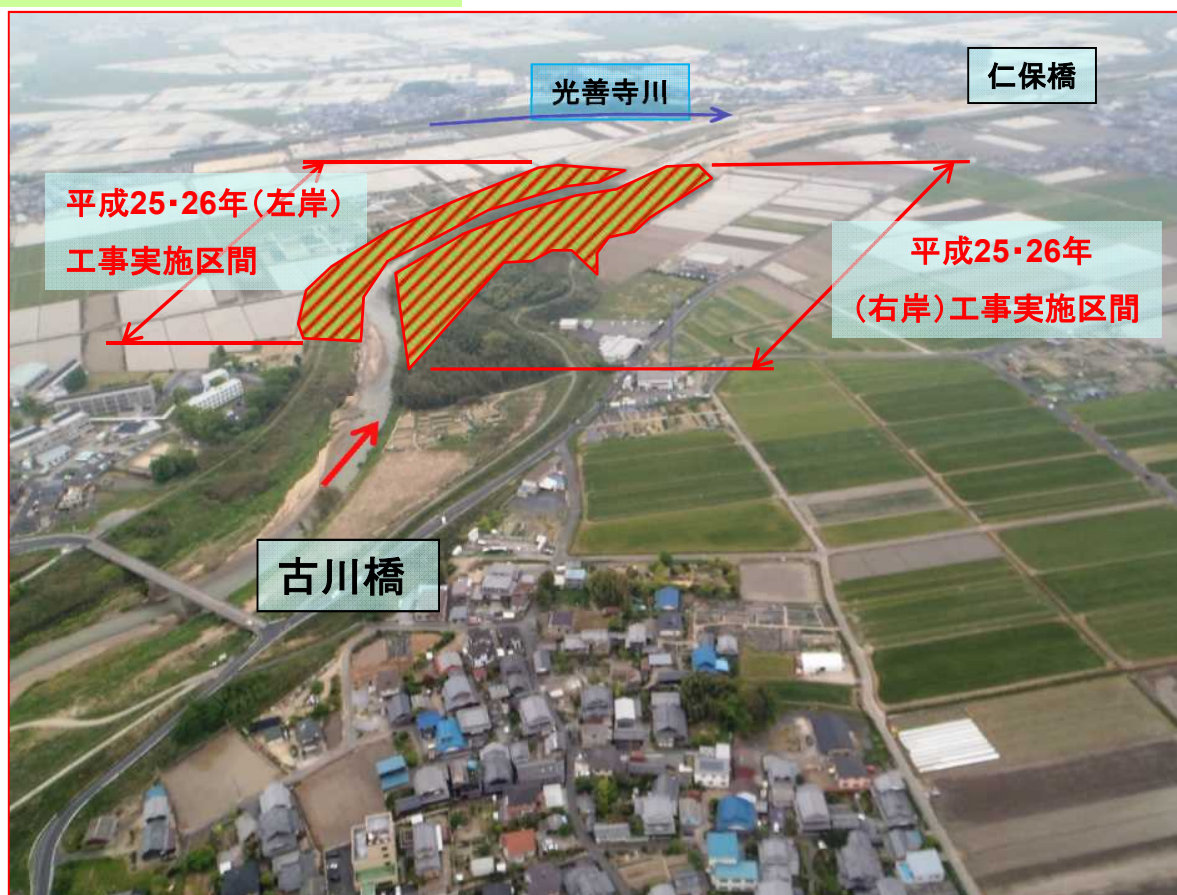 光善寺川
仁保橋
平成25・26年(左岸)
工事実施区間
平成25・26年
(右岸)工事実施区間
古川橋